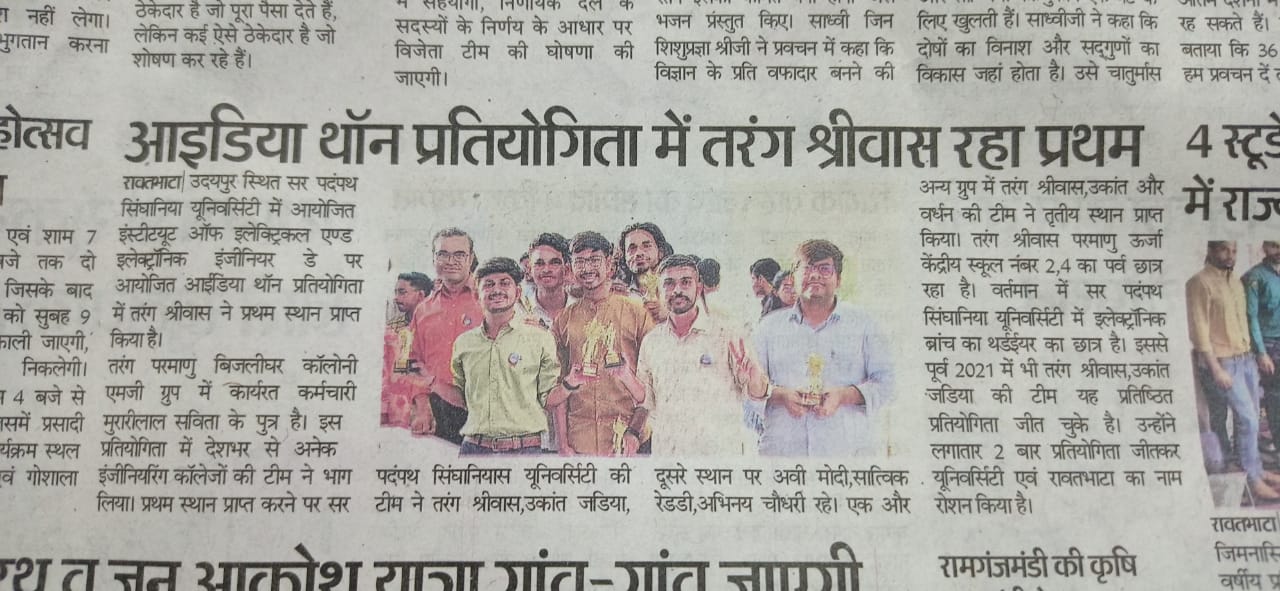 नहीं लेगा।
भुगतान करना
ठेकेदार है जो पूरा पैसा देते हैं,
लेकिन कई ऐसे ठेकेदार है जो
शोषण कर रहे हैं।
सदस्यों के निर्णय के आधार पर
विजेता टीम की घोषणा की
जाएगी।
भजन प्रस्तुत किए। साध्वी जिन
शिशुप्रज्ञा श्रीजी ने प्रवचन में कहा कि
विज्ञान के प्रति वफादार बनने की
लिए खुलती हैं। साध्वीजी ने कहा कि
दोषों का विनाश और सद्गुणों का
विकास जहां होता है। उसे चातुर्मास
रह सकते हैं।
बताया कि 36
हम प्रवचन दें
होत्सव
एवं शाम 7
बजे तक दो
जिसके बाद
को सुबह 9
काली जाएगी,
निकलेगी।
4 बजे से
समें प्रसादी
र्यक्रम स्थल
एवं गोशाला
आइडिया थॉन प्रतियोगिता में तरंग श्रीवास रहा प्रथम
रावतभाटा| उदयपुर स्थित सर पदंपथ
सिंघानिया यूनिवर्सिटी में आयोजित
इंस्टीटयूट ऑफ इलेक्ट्रिकल एण्ड
इलेक्ट्रॉनिक इंजीनियर डे पर
आयोजित आईडिया थॉन प्रतियोगिता
में तरंग श्रीवास ने प्रथम स्थान प्राप्त
किया है।
तरंग परमाणु बिजलीघर कॉलोनी
एमजी ग्रुप में कार्यरत कर्मचारी
मुरारीलाल सविता के पुत्र है। इस
प्रतियोगिता में देशभर से अनेक
इंजीनियरिंग कॉलेजों की टीम ने भाग
लिया। प्रथम स्थान प्राप्त करने पर सर
पदंपथ सिंघानियास यूनिवर्सिटी की
टीम ने तरंग श्रीवास,उकांत जडिया,
दूसरे स्थान पर अवी मोदी,सात्विक
रेडडी,अभिनय चौधरी रहे। एक और
अन्य ग्रुप में तरंग श्रीवास,उकांत और
वर्धन की टीम ने तृतीय स्थान प्राप्त
किया। तरंग श्रीवास परमाणु ऊर्जा
केंद्रीय स्कूल नंबर 2,4 का पर्व छात्र
रहा है। वर्तमान में सर पदंपथ
सिंघानिया यूनिवर्सिटी में इलेक्ट्रॉनिक
ब्रांच का थर्डईयर का छात्र है। इससे
पूर्व 2021 में भी तरंग श्रीवास,उकांत
जडिया की टीम यह प्रतिष्ठित
प्रतियोगिता जीत चुके है। उन्होंने
लगातार 2 बार प्रतियोगिता जीतकर
यूनिवर्सिटी एवं रावतभाटा का नाम
रोशन किया है।
4 स्टूडे
में राज्
रावतभाटा|
जिमनासि
वर्षीय
व जन आक्रोश यात्रा गांव-गांव जाएगी
रामगंजमंडी की कृषि